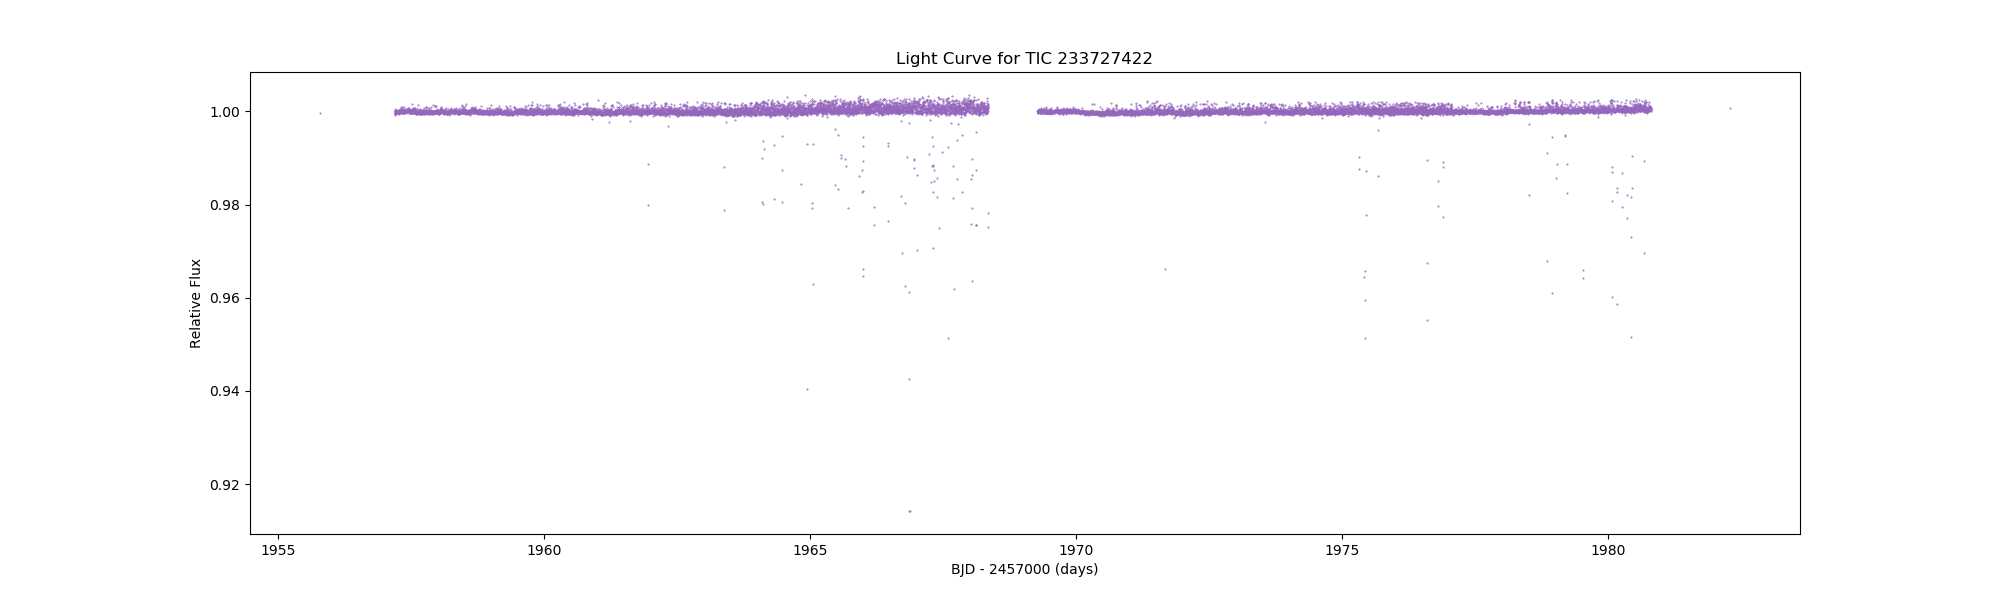 Light Curve for TIC 233727422
Relative Flux
1.00
0.98
0.96
0.94
0.92
1955 1960 1965 1970 1975 1980
BJD - 2457000 (days)